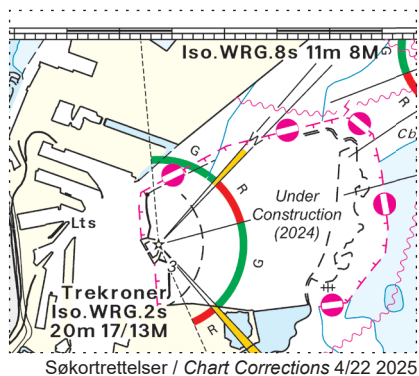 Iso.WRG.8s 11m 8M
G
R
G
R
Cb
Under
Construction
(2024)
G
Lts
3
Trekroner
Iso.WRG.2s
20m 17/13M
R
Søkortrettelser / Chart Corrections 4/22 2025